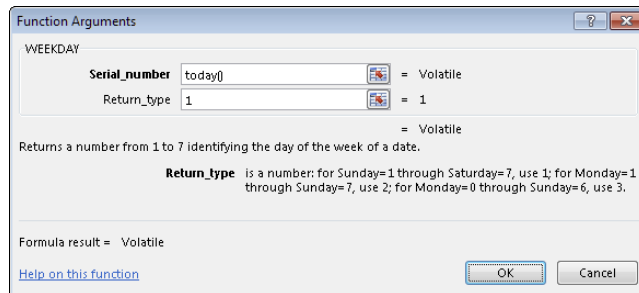 Function Arguments
WEEKDAY
Serial_number today() = Volatile
Return_type 1 = 1
= Volatile
Returns a number from 1 to 7 identifying the day of the week of a date.
Return_type is a number: for Sunday=1 through Saturday=7, use 1; for Monday=1
through Sunday=7, use 2; for Monday=0 through Sunday=6, use 3.
Formula result = Volatile
Help on this function
OK Cancel